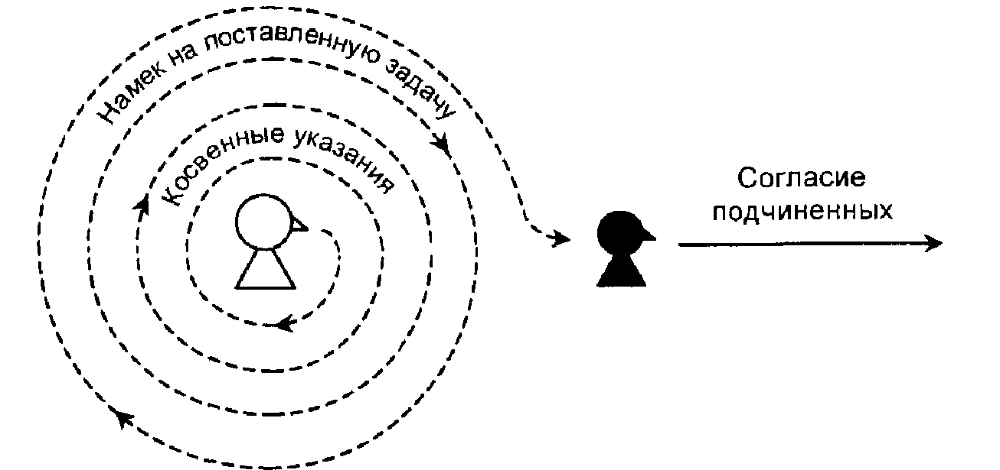 Намек на поставленную задачу
Косвенные указания
Согласие
подчиненных